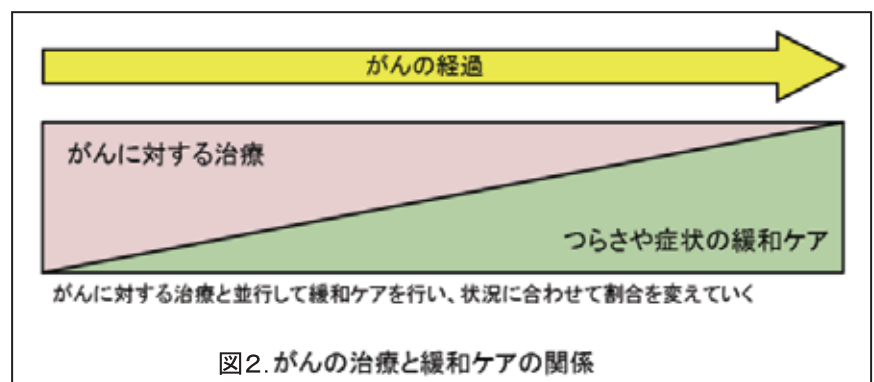 がんの経過
がんに対する治療
つらさや症状の緩和ケア
がんに対する治療と並行して緩和ケアを行い、状況に合わせて割合を変えていく
図2.がんの治療と緩和ケアの関係